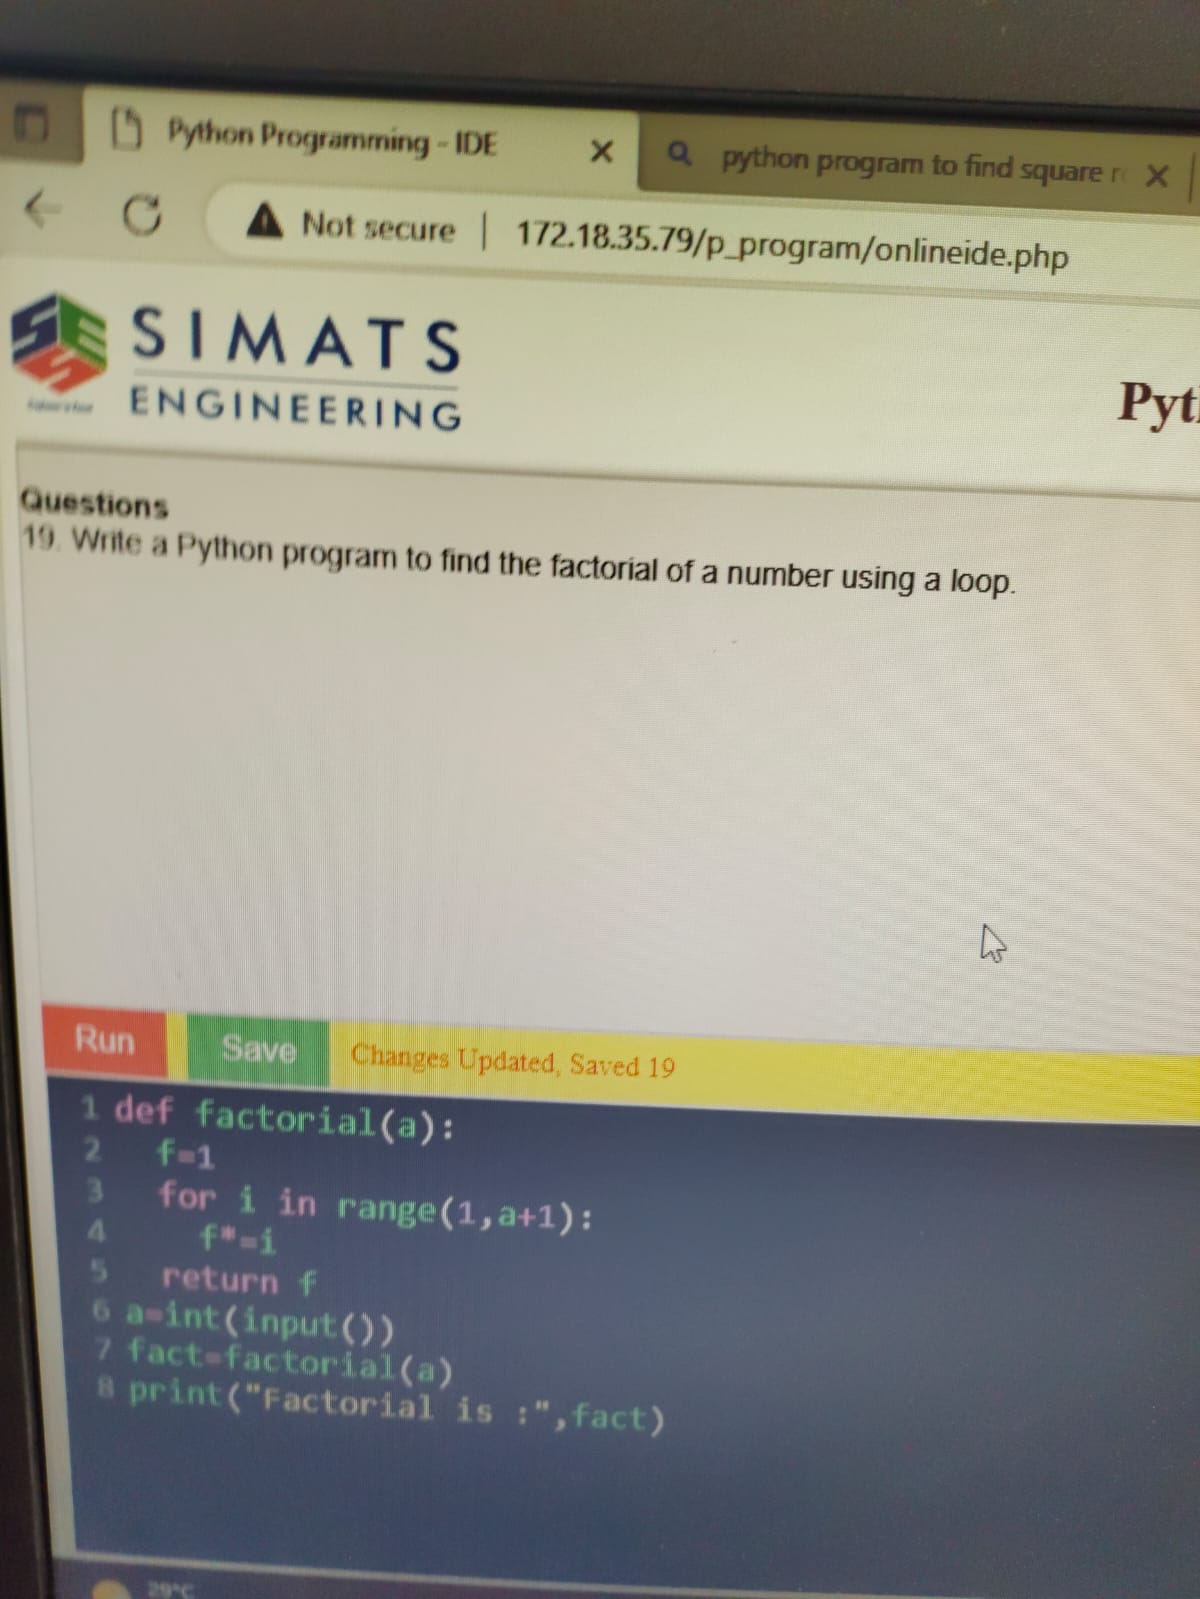 Python Programming - IDE
python program to find square
Not secure | 172.18.35.79/p_program/onlineide.php
SIMATS
ENGINEERING
Pyt
Questions
19. Write a Python program to find the factorial of a number using a loop.
Run
Save
Changes Updated, Saved 19
1 def factorial(a):
2 f=1
3 for i in range(1,a+1):
4 f*=i
5 return f
6 a=int(input())
7 fact=factorial(a)
8 print("Factorial is :",fact)
29°C